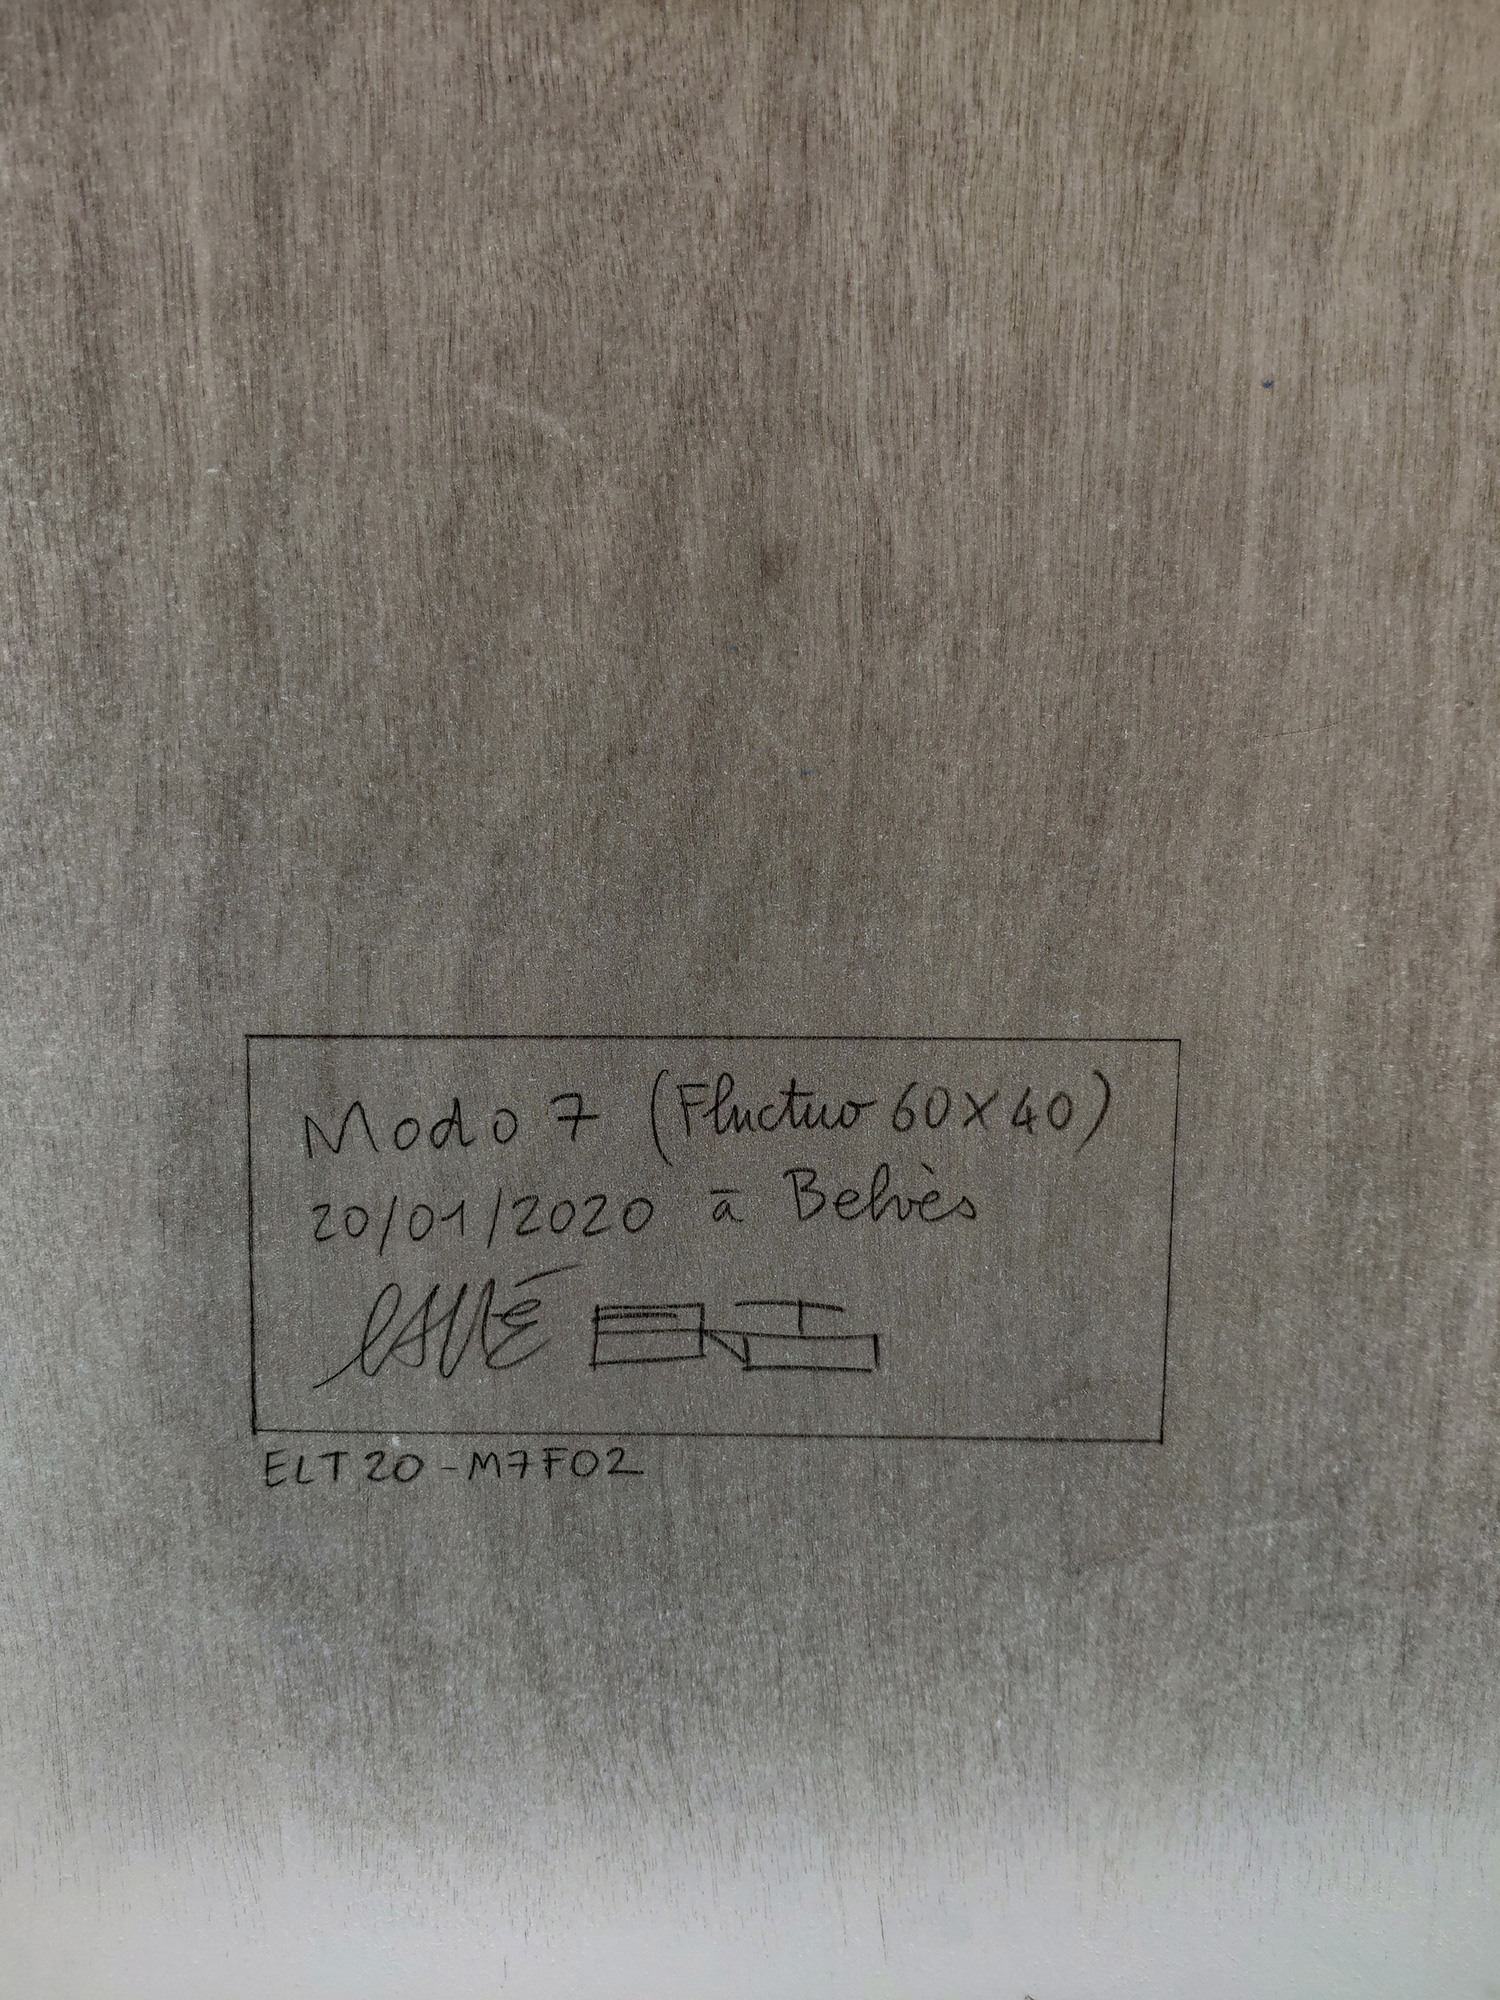 Modo 7 (Fluctuo 60x40)
20/01/2020 à Belvès
ELT20-M7F02